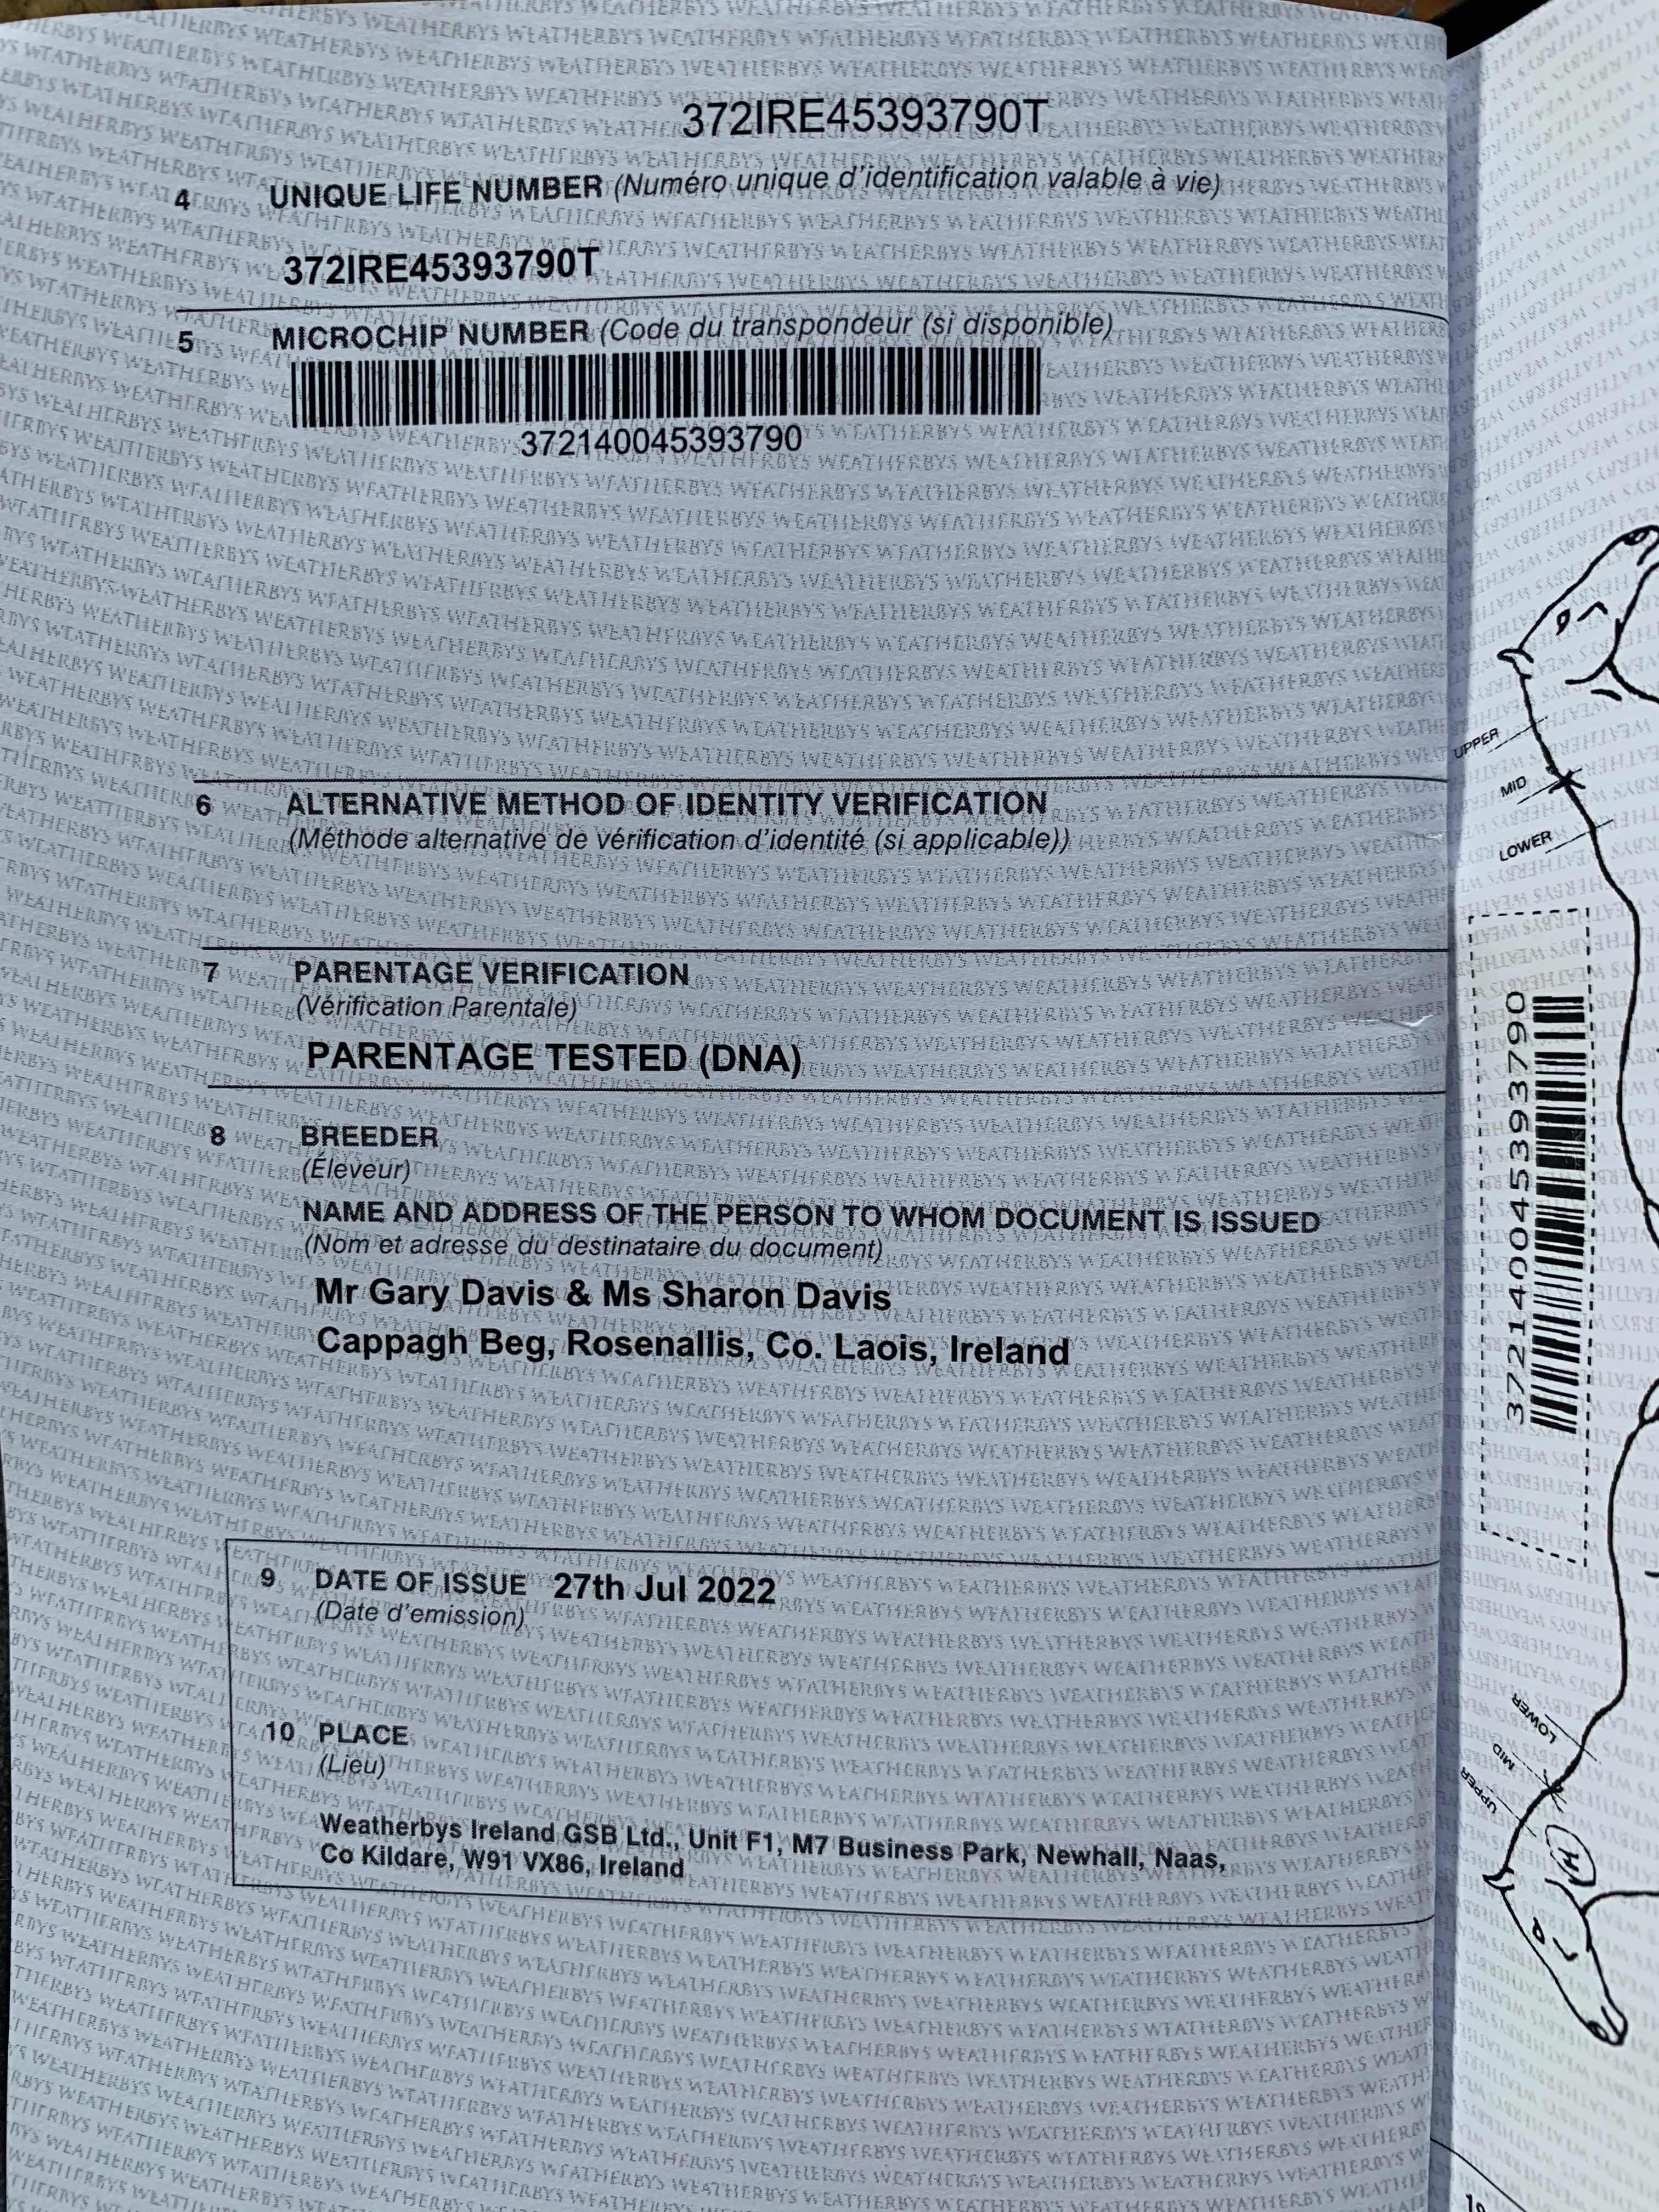 372IRE45393790T
4 UNIQUE LIFE NUMBER (Numéro unique d'identification valable à vie)
372IRE45393790T
5 MICROCHIP NUMBER (Code du transpondeur (si disponible)
372140045393790
6 ALTERNATIVE METHOD OF IDENTITY VERIFICATION
(Méthode alternative de vérification d'identité (si applicable))
7 PARENTAGE VERIFICATION
(Vérification Parentale)
PARENTAGE TESTED (DNA)
8 BREEDER
(Éleveur)
NAME AND ADDRESS OF THE PERSON TO WHOM DOCUMENT IS ISSUED
(Nom et adresse du destinataire du document)
Mr Gary Davis & Ms Sharon Davis
Cappagh Beg, Rosenallis, Co. Laois, Ireland
9 DATE OF ISSUE 27th Jul 2022
(Date d'emission)
10 PLACE
(Lieu)
Weatherbys Ireland GSB Ltd., Unit F1, M7 Business Park, Newhall, Naas,
Co Kildare, W91 VX86, Ireland
UPPER
MID
LOWER
372140045393790
LOWER
MID
UPPER
H
WEATHERBYS